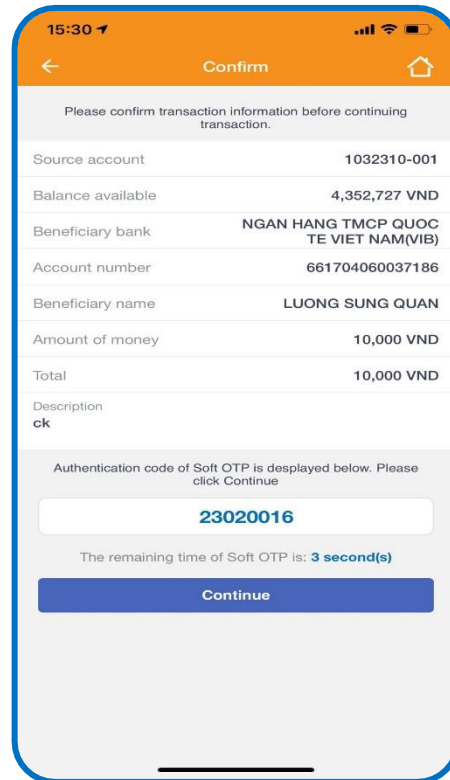 15:30
Confirm
Please confirm transaction information before continuing
transaction.
Source account 1032310-001
Balance available 4,352,727 VND
Beneficiary bank NGAN HANG TMCP QUOC
TE VIET NAM(VIB)
Account number 661704060037186
Beneficiary name LUONG SUNG QUAN
Amount of money 10,000 VND
Total 10,000 VND
Description
ck
Authentication code of Soft OTP is desplayed below. Please
click Continue
23020016
The remaining time of Soft OTP is: 3 second(s)
Continue